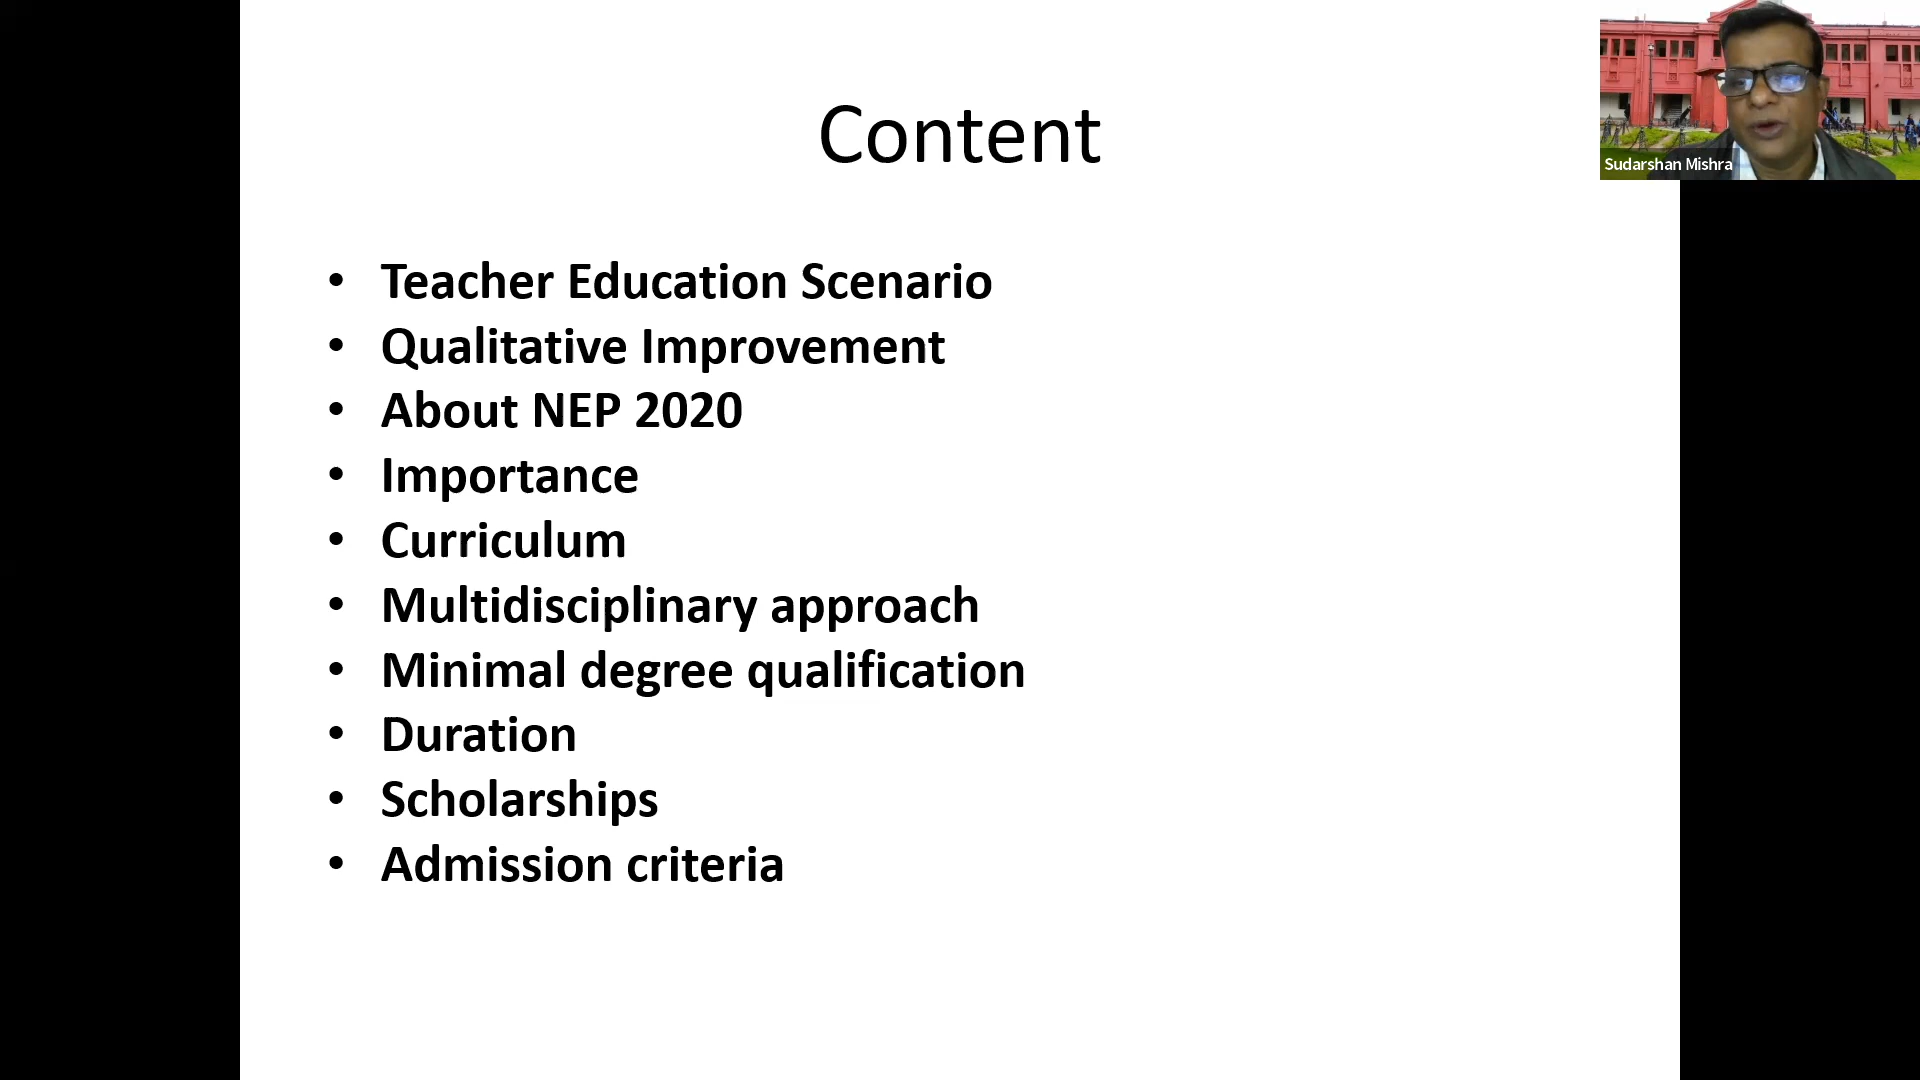 Content
• Teacher Education Scenario
• Qualitative Improvement
• About NEP 2020
• Importance
• Curriculum
• Multidisciplinary approach
• Minimal degree qualification
• Duration
• Scholarships
• Admission criteria
Sudarshan Mishra